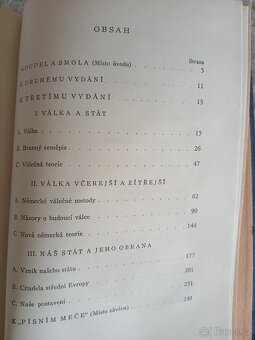 OBSAH
Strana
KOUDEL A SMOLA (Místo úvodu) 5
K DRUHÉMU VYDÁNÍ 11
K TŘETÍMU VYDÁNÍ 13
I. VÁLKA A STÁT
A) Válka 15
B) Branný zeměpis 26
C) Válečná teorie 47
II. VÁLKA VČEREJŠÍ A ZÍTŘEJŠÍ
A) Německé válečné metody 62
B) Názory o budoucí válce 99
C) Nová německá teorie 144
III. NÁŠ STÁT A JEHO OBRANA 177
A) Vznik našeho státu 201
B) Citadela střední Evropy 231
C) Naše postavení 249
K „PÍSNÍM MEČE" (Místo závěru)